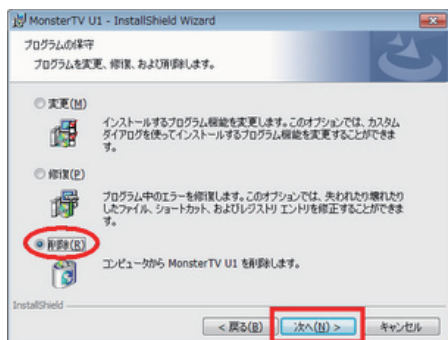 MonsterTV U1 - InstallShield Wizard
プログラムの保守
プログラムを変更、修復、および削除します。
変更(M)
インストールするプログラム機能を変更します。このオプションでは、カスタム
ダイアログを使ってインストールするプログラム機能を変更することができま
す。
修復(P)
プログラム中のエラーを修復します。このオプションでは、失われたり壊れたり
したファイル、ショートカット、およびレジストリ エントリを修正することができま
す。
削除(R)
コンピュータから MonsterTV U1 を削除します。
InstallShield
< 戻る(B)
次へ(N) >
キャンセル